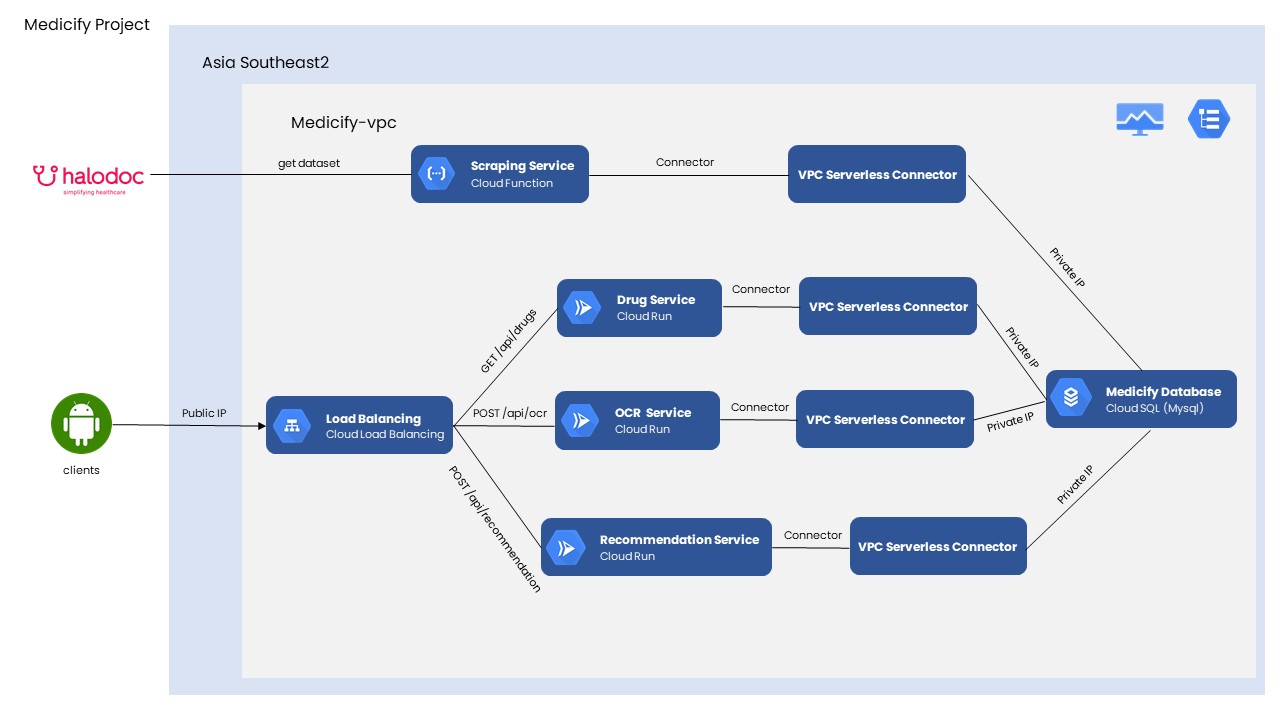 Medicify Project
Asia Southeast2
Medicify-vpc
halodoc
simplifying healthcare
get dataset
Scraping Service
Cloud Function
Connector
VPC Serverless Connector
Private IP
GET /api/drugs
Drug Service
Cloud Run
Connector
VPC Serverless Connector
Private IP
clients
Public IP
Load Balancing
Cloud Load Balancing
POST /api/ocr
OCR Service
Cloud Run
Connector
VPC Serverless Connector
Private IP
Medicify Database
Cloud SQL (Mysql)
POST /api/recommendation
Recommendation Service
Cloud Run
Connector
VPC Serverless Connector
Private IP